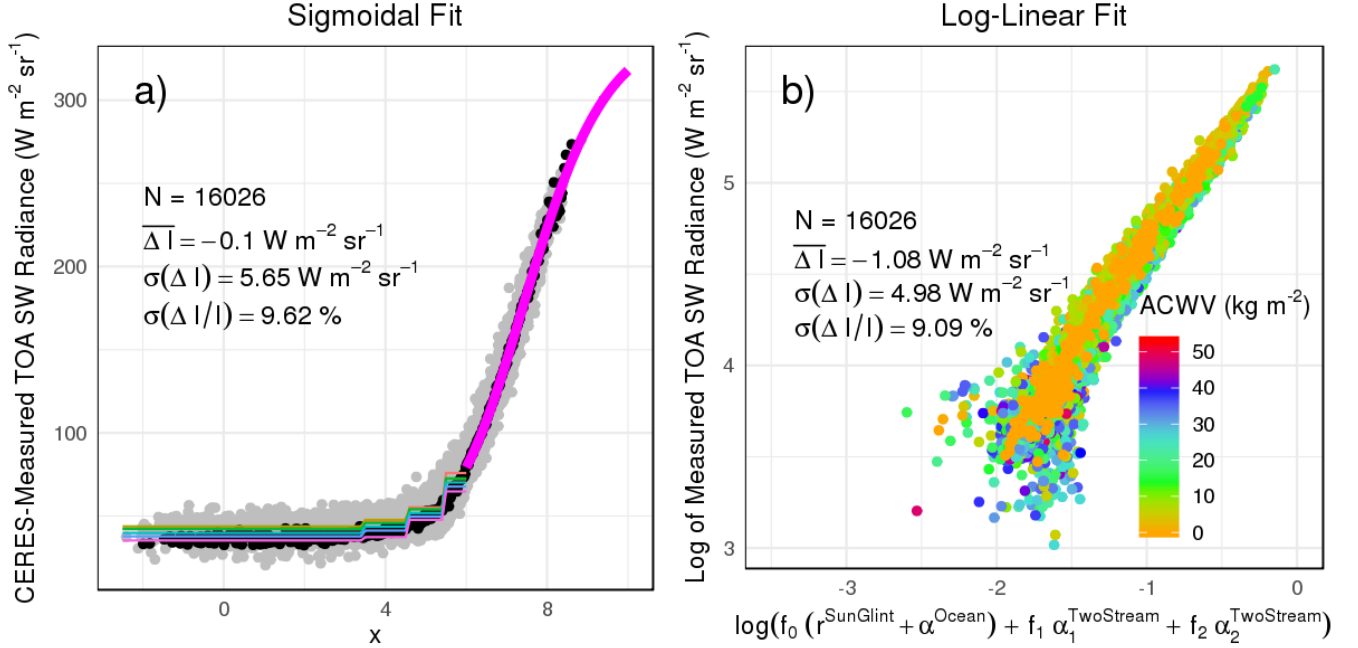 Sigmoidal Fit
CERES-Measured TOA SW Radiance (W m⁻² sr⁻¹)
300
200
100
a)
N = 16026
Δ I = −0.1 W m⁻² sr⁻¹
σ(Δ I) = 5.65 W m⁻² sr⁻¹
σ(Δ I/I) = 9.62 %
0 4 8
x
Log-Linear Fit
Log of Measured TOA SW Radiance (W m⁻² sr⁻¹)
5
4
3
b)
N = 16026
Δ I = −1.08 W m⁻² sr⁻¹
σ(Δ I) = 4.98 W m⁻² sr⁻¹
σ(Δ I/I) = 9.09 %
ACWV (kg m⁻²)
50
40
30
20
10
0
-3 -2 -1 0
log(f₀ (r^SunGlint + α^Ocean) + f₁ α₁^TwoStream + f₂ α₂^TwoStream)